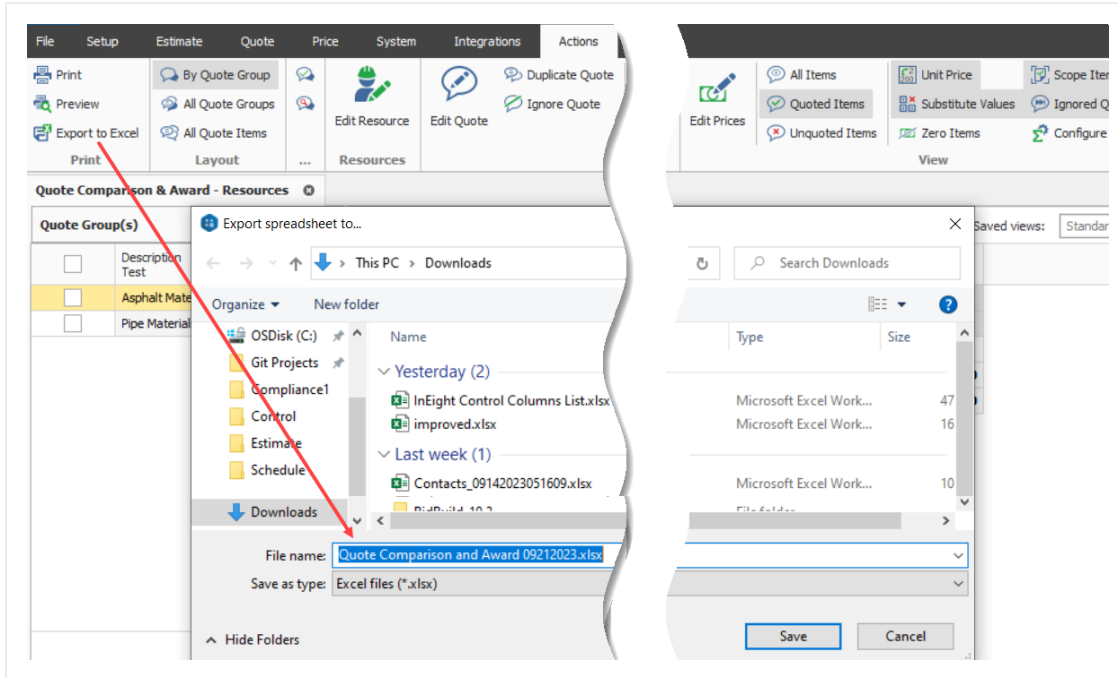 File Setup Estimate Quote Price System Integrations Actions
Print By Quote Group Duplicate Quote All Items Unit Price Scope Iter
Preview All Quote Groups Edit Resource Edit Quote Ignore Quote Edit Prices Quoted Items Substitute Values Ignored Q
Export to Excel All Quote Items Unquoted Items Zero Items Configure
Print Layout ... Resources View
Quote Comparison & Award - Resources
Quote Group(s) Export spreadsheet to... Saved views: Standar
Description
Test
This PC > Downloads Search Downloads
Asphalt Mate
Organize New folder
Pipe Material
OSDisk (C:) Name Type Size
Git Projects
Yesterday (2)
Compliance1
InEight Control Columns List.xlsx Microsoft Excel Work... 47
Control
improved.xlsx Microsoft Excel Work... 16
Estimate
Last week (1)
Schedule
Contacts_09142023051609.xlsx Microsoft Excel Work... 10
Downloads
File name: Quote Comparison and Award 09212023.xlsx
Save as type: Excel files (*.xlsx)
Hide Folders Save Cancel